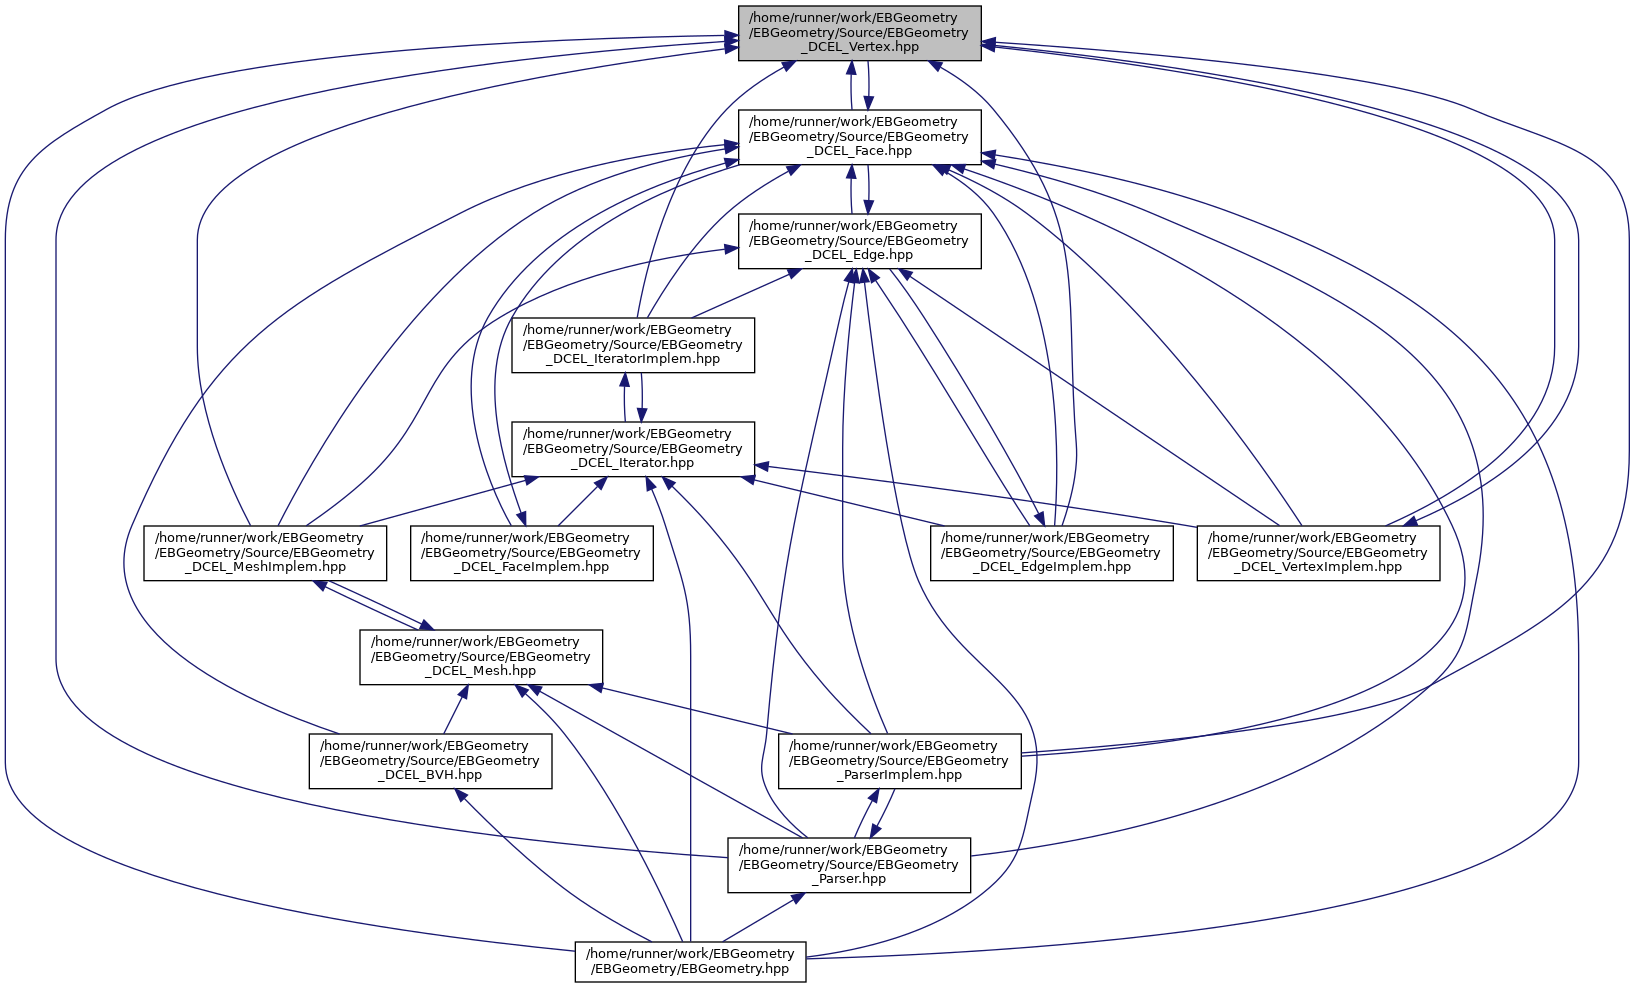 /home/runner/work/EBGeometry
/EBGeometry/Source/EBGeometry
_DCEL_Vertex.hpp
/home/runner/work/EBGeometry
/EBGeometry/Source/EBGeometry
_DCEL_Face.hpp
/home/runner/work/EBGeometry
/EBGeometry/Source/EBGeometry
_DCEL_Edge.hpp
/home/runner/work/EBGeometry
/EBGeometry/Source/EBGeometry
_DCEL_IteratorImplem.hpp
/home/runner/work/EBGeometry
/EBGeometry/Source/EBGeometry
_DCEL_Iterator.hpp
/home/runner/work/EBGeometry
/EBGeometry/Source/EBGeometry
_DCEL_MeshImplem.hpp
/home/runner/work/EBGeometry
/EBGeometry/Source/EBGeometry
_DCEL_FaceImplem.hpp
/home/runner/work/EBGeometry
/EBGeometry/Source/EBGeometry
_DCEL_EdgeImplem.hpp
/home/runner/work/EBGeometry
/EBGeometry/Source/EBGeometry
_DCEL_VertexImplem.hpp
/home/runner/work/EBGeometry
/EBGeometry/Source/EBGeometry
_DCEL_Mesh.hpp
/home/runner/work/EBGeometry
/EBGeometry/Source/EBGeometry
_DCEL_BVH.hpp
/home/runner/work/EBGeometry
/EBGeometry/Source/EBGeometry
_ParserImplem.hpp
/home/runner/work/EBGeometry
/EBGeometry/Source/EBGeometry
_Parser.hpp
/home/runner/work/EBGeometry
/EBGeometry/EBGeometry.hpp